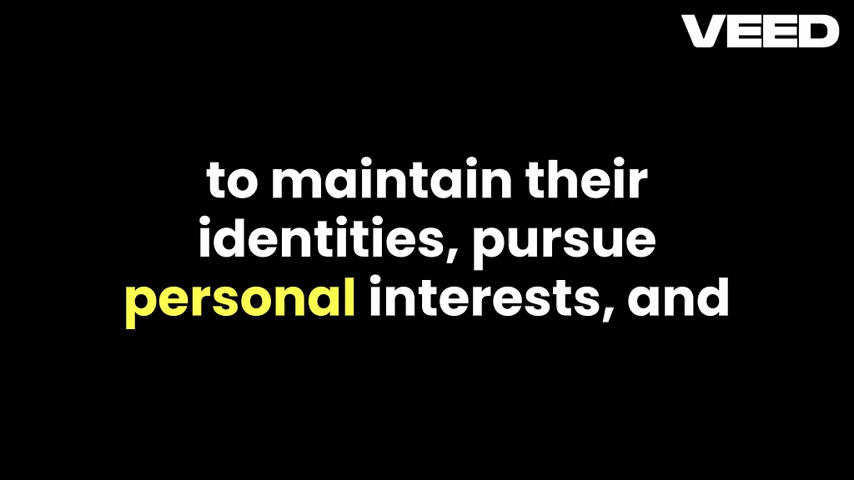 VEED
to maintain their
identities, pursue
personal interests, and